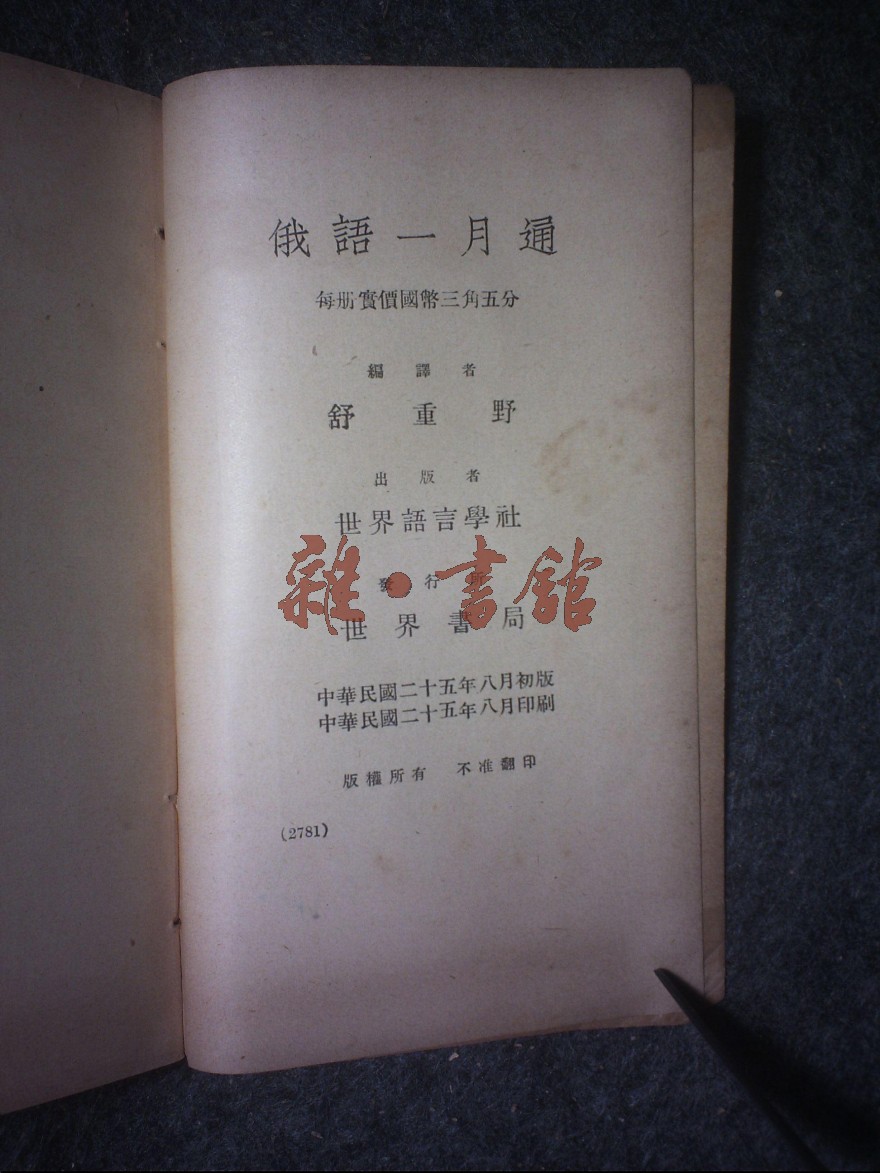 俄語一月通
每册實價國幣三角五分
編譯者
舒重野
出版者
世界語言學社
發行所
雜·書館
世界書局
中華民國二十五年八月初版
中華民國二十五年八月印刷
版權所有 不准翻印
(2781)